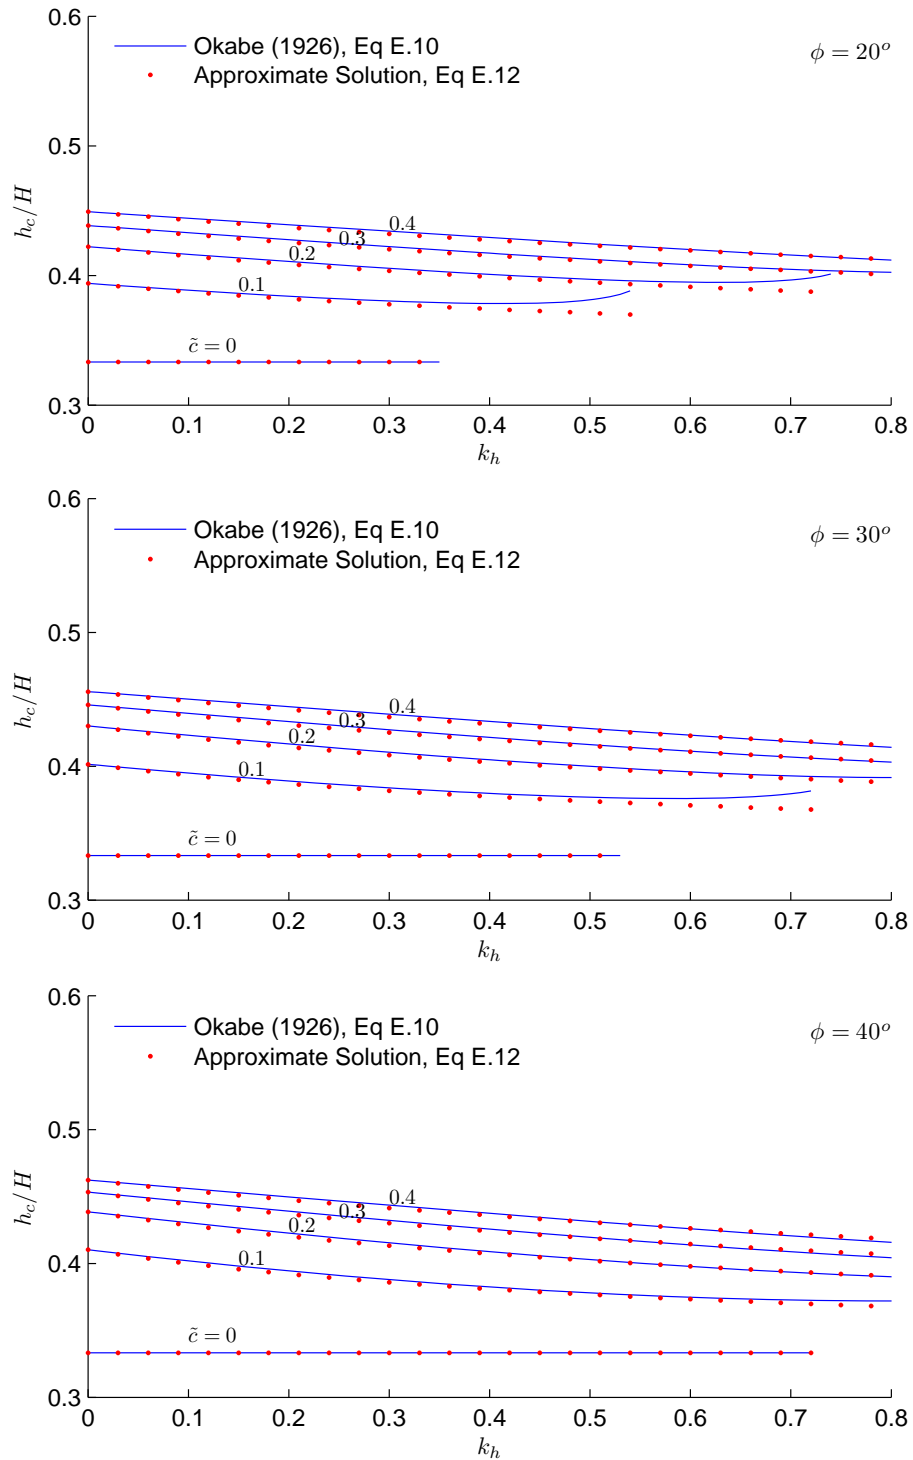 0.6
Okabe (1926), Eq E.10
Approximate Solution, Eq E.12
ϕ = 20°
0.5
h_c/H
0.4
0.3
0.4
0.3
0.2
0.1
c̃ = 0
0 0.1 0.2 0.3 0.4 0.5 0.6 0.7 0.8
k_h
0.6
Okabe (1926), Eq E.10
Approximate Solution, Eq E.12
ϕ = 30°
0.5
h_c/H
0.4
0.3
0.4
0.3
0.2
0.1
c̃ = 0
0 0.1 0.2 0.3 0.4 0.5 0.6 0.7 0.8
k_h
0.6
Okabe (1926), Eq E.10
Approximate Solution, Eq E.12
ϕ = 40°
0.5
h_c/H
0.4
0.3
0.4
0.3
0.2
0.1
c̃ = 0
0 0.1 0.2 0.3 0.4 0.5 0.6 0.7 0.8
k_h